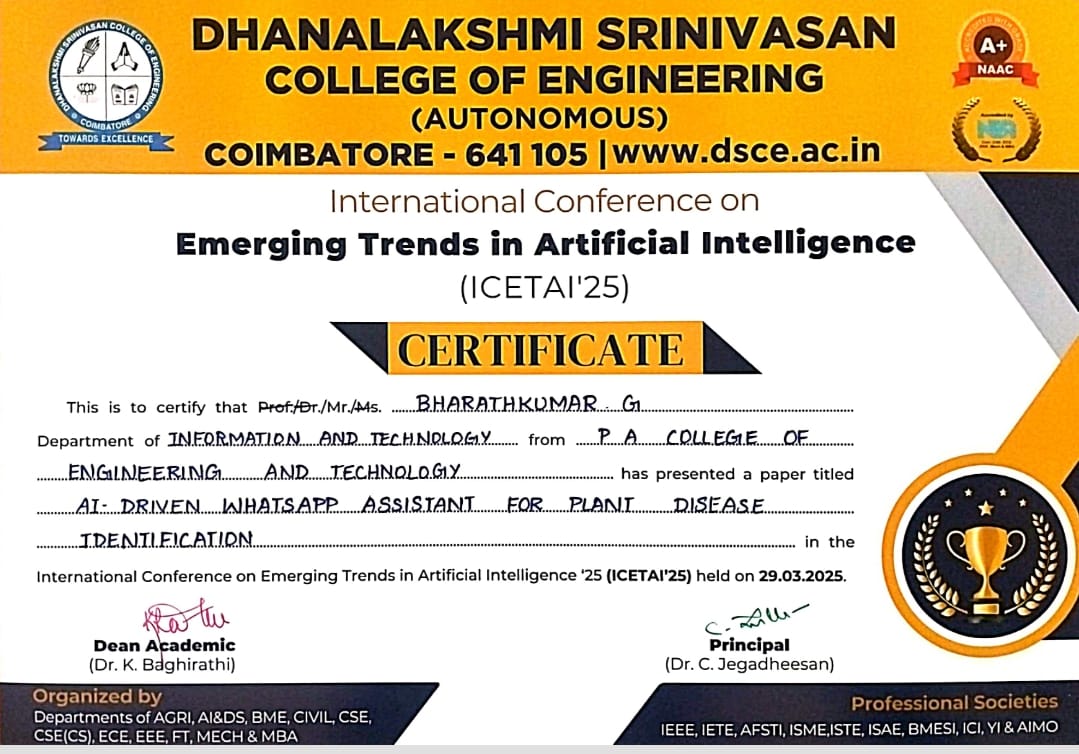 DHANALAKSHMI SRINIVASAN COLLEGE OF ENGINEERING
COIMBATORE
TOWARDS EXCELLENCE
DHANALAKSHMI SRINIVASAN
COLLEGE OF ENGINEERING
(AUTONOMOUS)
COIMBATORE - 641 105 | www.dsce.ac.in
ACCREDITED WITH GRADE
A+
NAAC
Accredited by
NBA
International Conference on
Emerging Trends in Artificial Intelligence
(ICETAI'25)
CERTIFICATE
This is to certify that Prof./Dr./Mr./Ms. BHARATHKUMAR G
Department of INFORMATION AND TECHNOLOGY from P A COLLEGE OF
ENGINEERING AND TECHNOLOGY has presented a paper titled
AI- DRIVEN WHATSAPP ASSISTANT FOR PLANT DISEASE
IDENTIFICATION in the
International Conference on Emerging Trends in Artificial Intelligence '25 (ICETAI'25) held on 29.03.2025.
Dean Academic
(Dr. K. Baghirathi)
Principal
(Dr. C. Jegadheesan)
Organized by
Departments of AGRI, AI&DS, BME, CIVIL, CSE,
CSE(CS), ECE, EEE, FT, MECH & MBA
Professional Societies
IEEE, IETE, AFSTI, ISME,ISTE, ISAE, BMESI, ICI, YI & AIMO